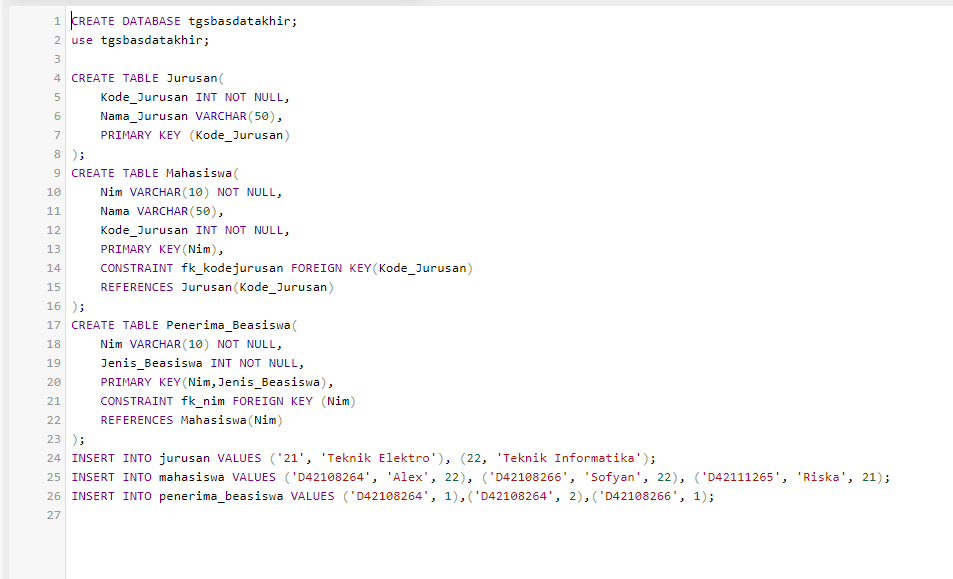 1 CREATE DATABASE tgsbasdatakhir;
2 use tgsbasdatakhir;
3
4 CREATE TABLE Jurusan(
5     Kode_Jurusan INT NOT NULL,
6     Nama_Jurusan VARCHAR(50),
7     PRIMARY KEY (Kode_Jurusan)
8 );
9 CREATE TABLE Mahasiswa(
10     Nim VARCHAR(10) NOT NULL,
11     Nama VARCHAR(50),
12     Kode_Jurusan INT NOT NULL,
13     PRIMARY KEY(Nim),
14     CONSTRAINT fk_kodejurusan FOREIGN KEY(Kode_Jurusan)
15     REFERENCES Jurusan(Kode_Jurusan)
16 );
17 CREATE TABLE Penerima_Beasiswa(
18     Nim VARCHAR(10) NOT NULL,
19     Jenis_Beasiswa INT NOT NULL,
20     PRIMARY KEY(Nim,Jenis_Beasiswa),
21     CONSTRAINT fk_nim FOREIGN KEY (Nim)
22     REFERENCES Mahasiswa(Nim)
23 );
24 INSERT INTO jurusan VALUES ('21', 'Teknik Elektro'), (22, 'Teknik Informatika');
25 INSERT INTO mahasiswa VALUES ('D42108264', 'Alex', 22), ('D42108266', 'Sofyan', 22), ('D42111265', 'Riska', 21);
26 INSERT INTO penerima_beasiswa VALUES ('D42108264', 1),('D42108264', 2),('D42108266', 1);
27